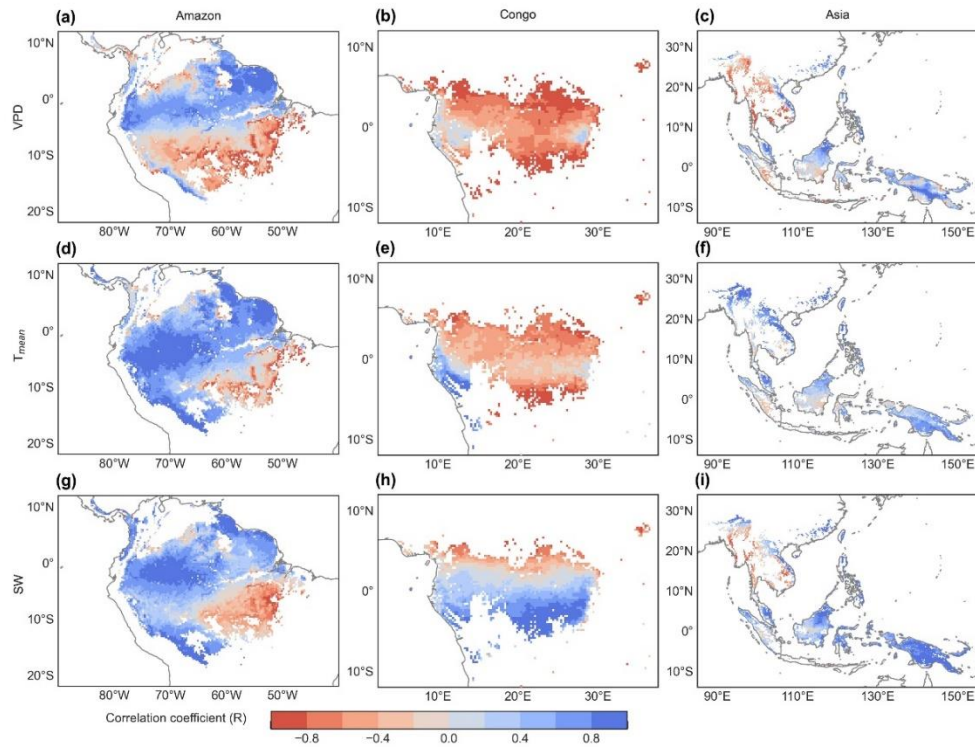 Amazon
Congo
Asia
(a)
(b)
(c)
VPD
10°N
0°
10°S
20°S
80°W 70°W 60°W 50°W
10°N
0°
10°S
10°E 20°E 30°E
30°N
20°N
10°N
0°
10°S
90°E 110°E 130°E 150°E
(d)
(e)
(f)
Tmean
10°N
0°
10°S
20°S
80°W 70°W 60°W 50°W
10°N
0°
10°S
10°E 20°E 30°E
30°N
20°N
10°N
0°
10°S
90°E 110°E 130°E 150°E
(g)
(h)
(i)
SW
10°N
0°
10°S
20°S
80°W 70°W 60°W 50°W
10°N
0°
10°S
10°E 20°E 30°E
30°N
20°N
10°N
0°
10°S
90°E 110°E 130°E 150°E
Correlation coefficient (R)
−0.8 −0.4 0.0 0.4 0.8